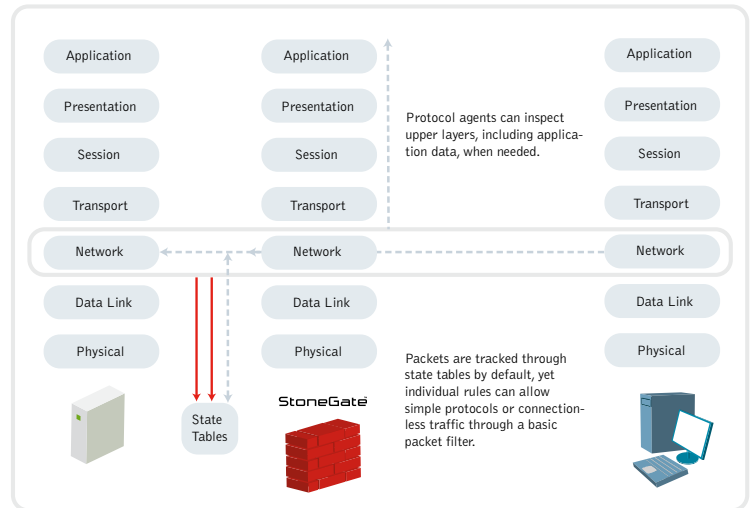 Application
Application
Application
Presentation
Presentation
Presentation
Protocol agents can inspect
upper layers, including applica-
tion data, when needed.
Session
Session
Session
Transport
Transport
Transport
Network
Network
Network
Data Link
Data Link
Data Link
Physical
Physical
Physical
Packets are tracked through
state tables by default, yet
individual rules can allow
simple protocols or connection-
less traffic through a basic
packet filter.
StoneGate
State
Tables